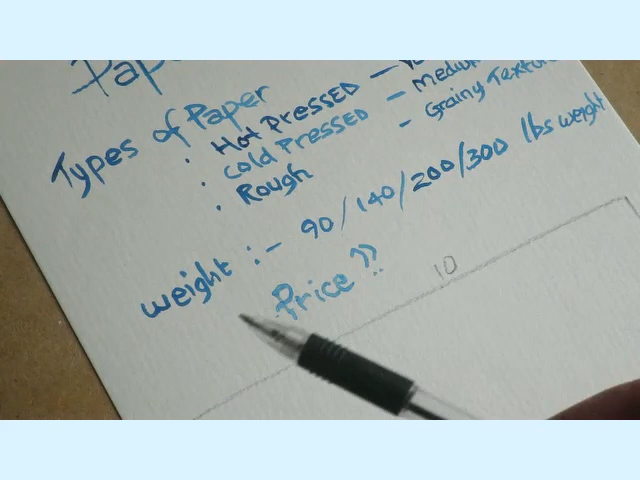 Types of Paper
. Hot Pressed -
. Cold Pressed - Medium
. Rough - Grainy Texture
weight :- 90/140/200/300 lbs weight
Price ??
10